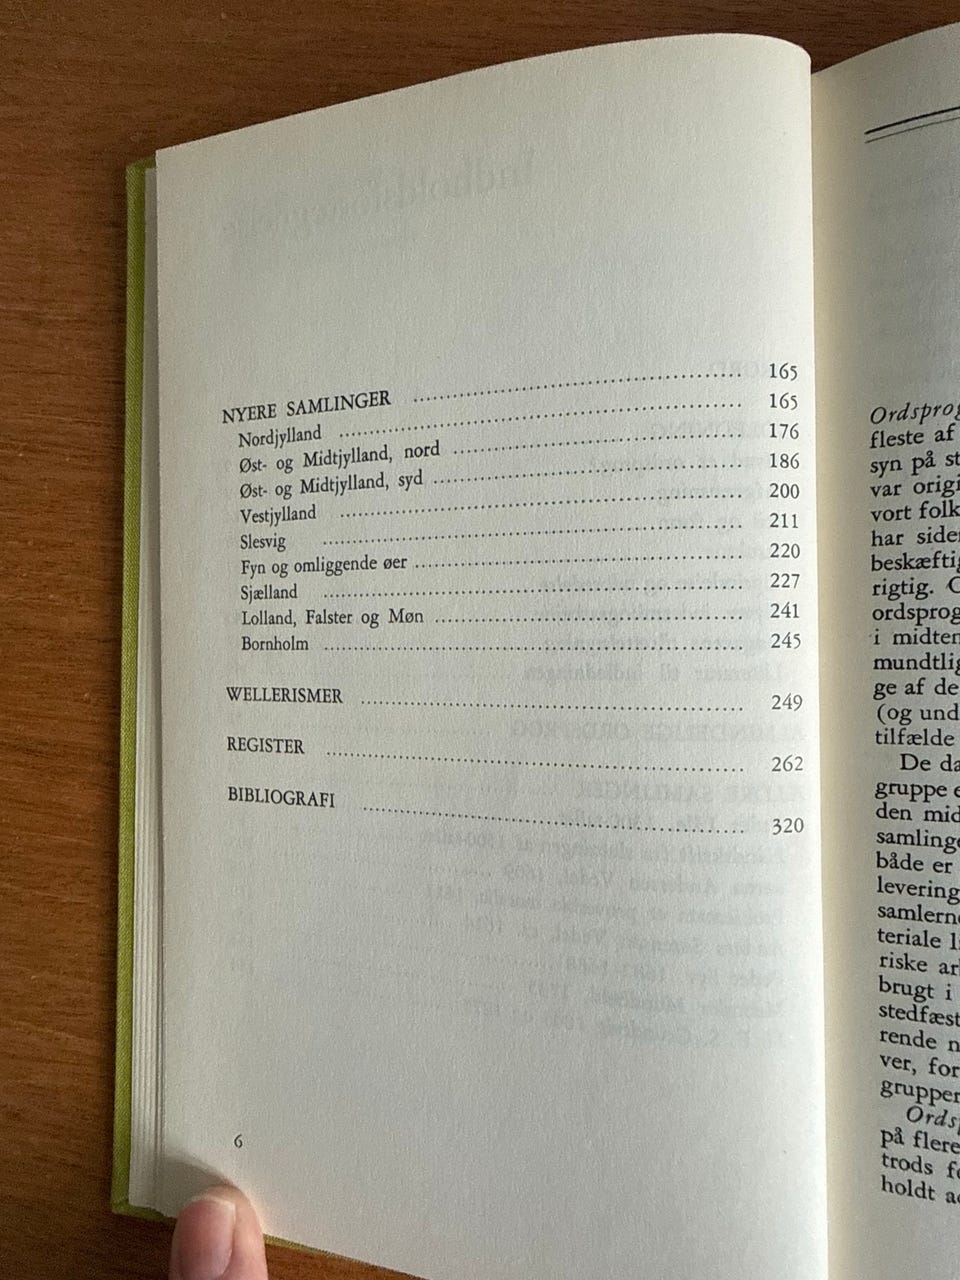 NYERE SAMLINGER ........ 165
Nordjylland ........ 165
Øst- og Midtjylland, nord ........ 176
Øst- og Midtjylland, syd ........ 186
Vestjylland ........ 200
Slesvig ........ 211
Fyn og omliggende øer ........ 220
Sjælland ........ 227
Lolland, Falster og Møn ........ 241
Bornholm ........ 245
WELLERISMER ........ 249
REGISTER ........ 262
BIBLIOGRAFI ........ 320
6
Ordsprog
fleste af
syn på st
var origi
vort folk
har siden
beskæftig
rigtig.
ordsprog
i midten
mundtlig
ge af de
(og und
tilfælde
De da
gruppe e
den mid
samlinge
både er
levering
samlerne
teriale l
riske ar
brugt i
stedfæst
rende n
ver, for
grupper
Ords
på flere
trods fo
holdt a